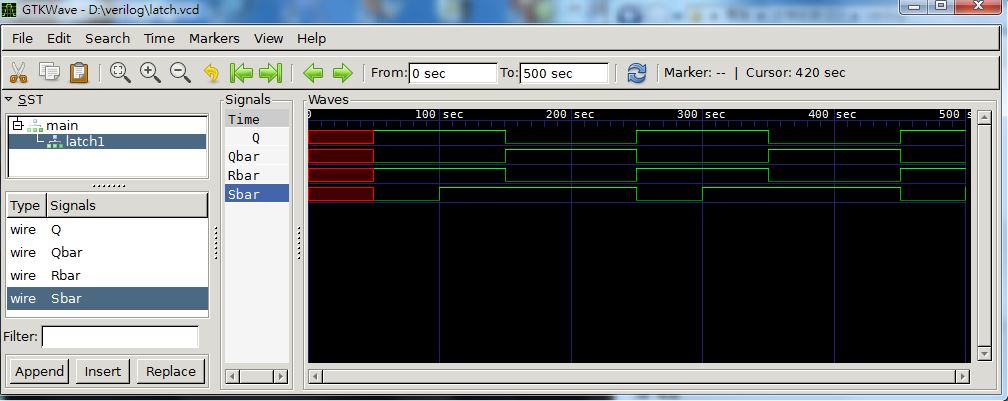 GTKWave - D:\verilog\latch.vcd
File Edit Search Time Markers View Help
From: 0 sec To: 500 sec Marker: -- | Cursor: 420 sec
SST
main
latch1
Type Signals
wire Q
wire Qbar
wire Rbar
wire Sbar
Filter:
Append Insert Replace
Signals
Time
Q
Qbar
Rbar
Sbar
Waves
0 100 sec 200 sec 300 sec 400 sec 500 s